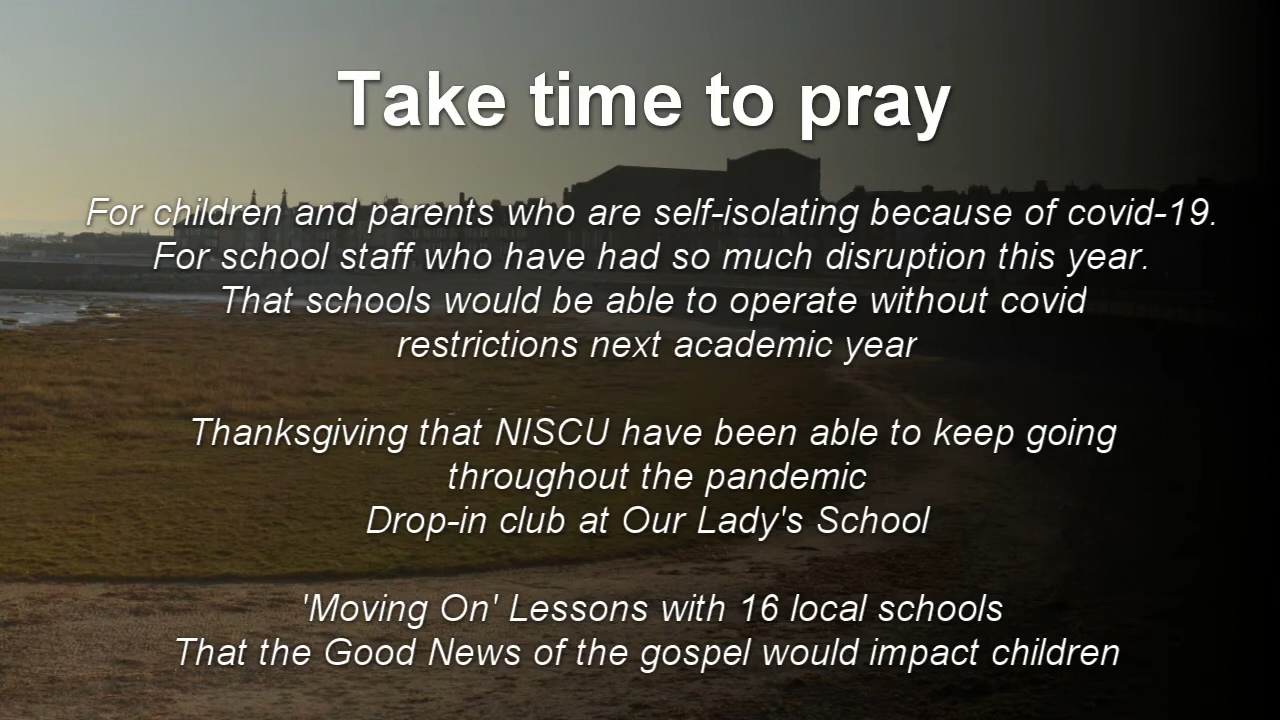 Take time to pray
For children and parents who are self-isolating because of covid-19.
For school staff who have had so much disruption this year.
That schools would be able to operate without covid
restrictions next academic year
Thanksgiving that NISCU have been able to keep going
throughout the pandemic
Drop-in club at Our Lady's School
'Moving On' Lessons with 16 local schools
That the Good News of the gospel would impact children